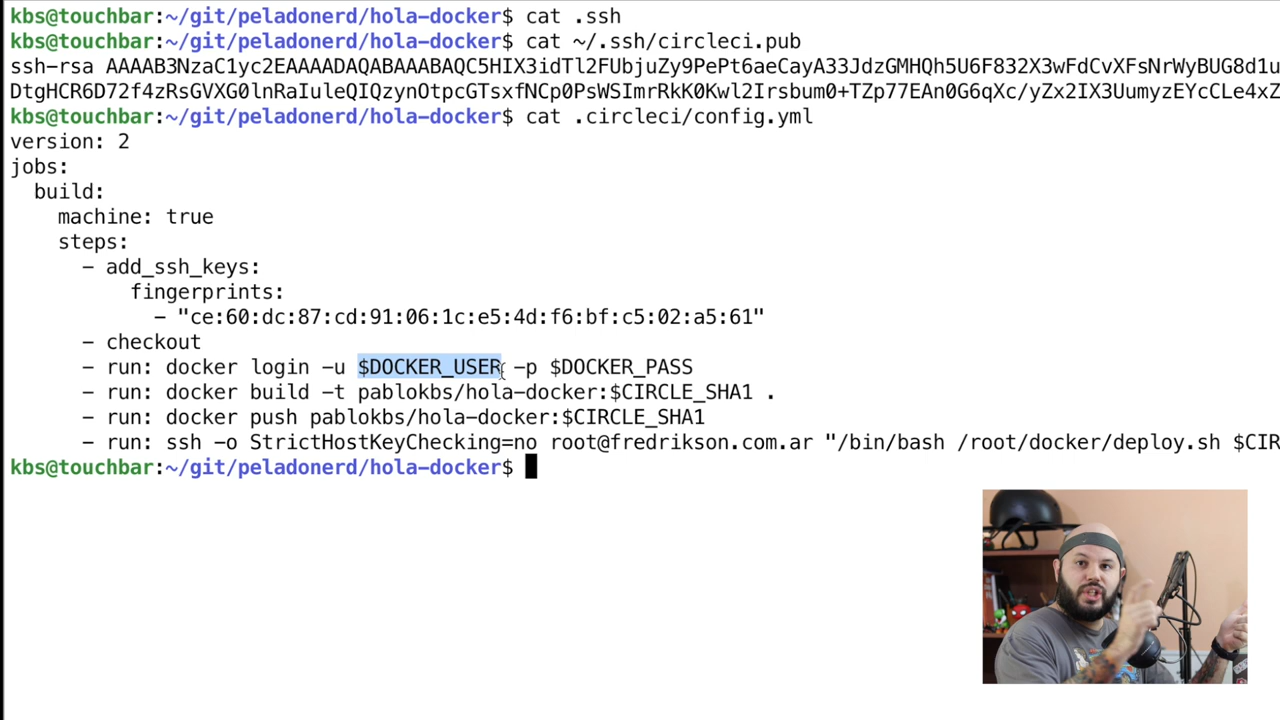 kbs@touchbar:~/git/peladonerd/hola-docker$ cat .ssh
kbs@touchbar:~/git/peladonerd/hola-docker$ cat ~/.ssh/circleci.pub
ssh-rsa AAAAB3NzaC1yc2EAAAADAQABAAABAQC5HIX3idTl2FUbjuZy9PePt6aeCayA33JdzGMHQh5U6F832X3wFdCvXFsNrWyBUG8d1u
DtgHCR6D72f4zRsGVXG0lnRaIuleQIQzynOtpcGTsxfNCp0PsWSImrRkK0Kwl2Irsbum0+TZp77EAn0G6qXc/yZx2IX3UumyzEYcCLe4xZ
kbs@touchbar:~/git/peladonerd/hola-docker$ cat .circleci/config.yml
version: 2
jobs:
  build:
    machine: true
    steps:
      - add_ssh_keys:
          fingerprints:
            - "ce:60:dc:87:cd:91:06:1c:e5:4d:f6:bf:c5:02:a5:61"
      - checkout
      - run: docker login -u $DOCKER_USER -p $DOCKER_PASS
      - run: docker build -t pablokbs/hola-docker:$CIRCLE_SHA1 .
      - run: docker push pablokbs/hola-docker:$CIRCLE_SHA1
      - run: ssh -o StrictHostKeyChecking=no root@fredrikson.com.ar "/bin/bash /root/docker/deploy.sh $CIR
kbs@touchbar:~/git/peladonerd/hola-docker$